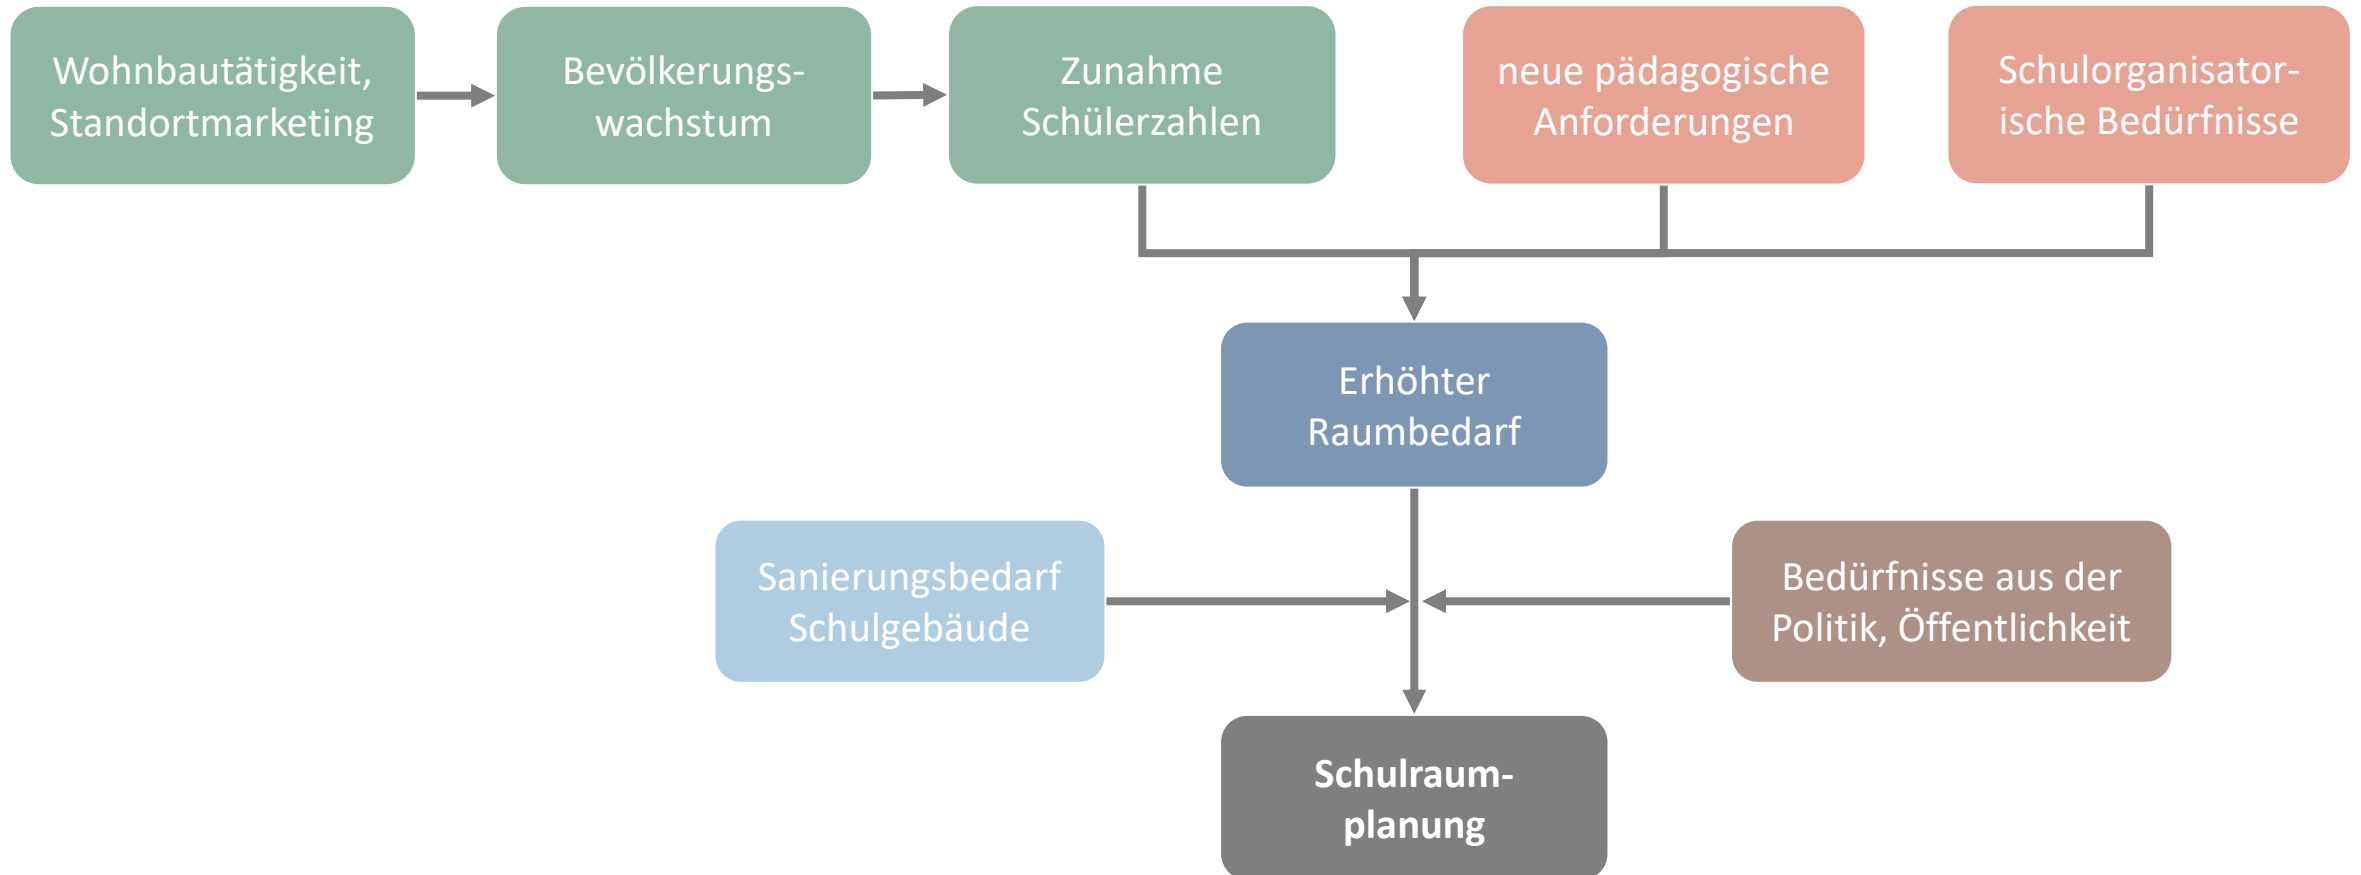 Wohnbautätigkeit,
Standortmarketing
Bevölkerungs-
wachstum
Zunahme
Schülerzahlen
neue pädagogische
Anforderungen
Schulorganisator-
ische Bedürfnisse
Erhöhter
Raumbedarf
Sanierungsbedarf
Schulgebäude
Bedürfnisse aus der
Politik, Öffentlichkeit
Schulraum-
planung